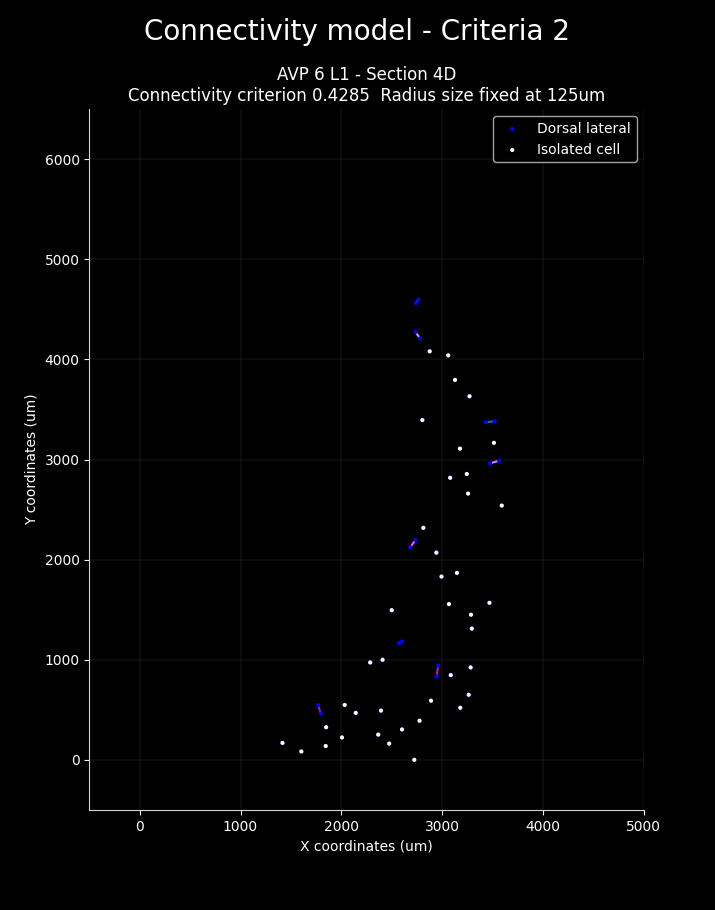 Connectivity model - Criteria 2
AVP 6 L1 - Section 4D
Connectivity criterion 0.4285  Radius size fixed at 125um
Dorsal lateral
Isolated cell
6000
5000
4000
3000
2000
1000
0
Y coordinates (um)
0 1000 2000 3000 4000 5000
X coordinates (um)